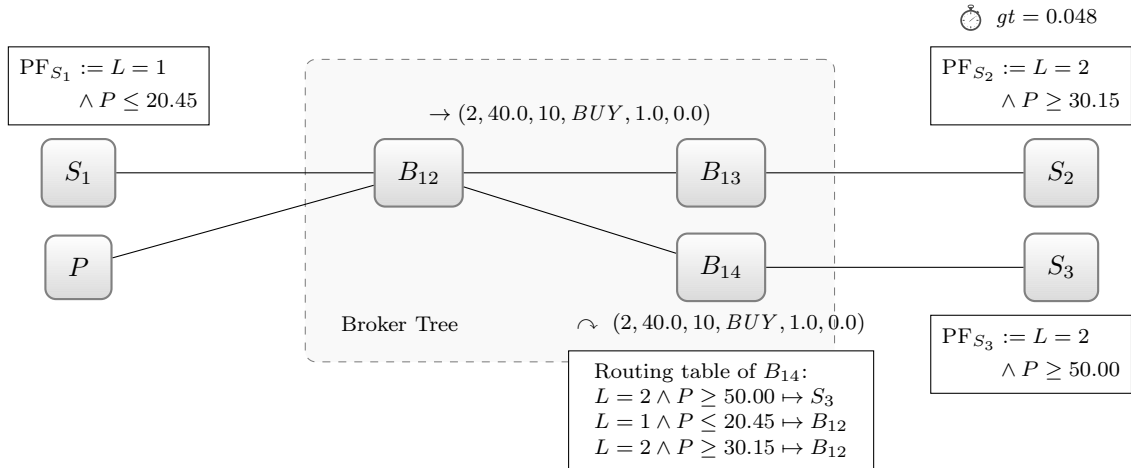 gt = 0.048
PF_{S_1} := L = 1
∧ P ≤ 20.45
PF_{S_2} := L = 2
∧ P ≥ 30.15
→ (2, 40.0, 10, BUY, 1.0, 0.0)
S_1
B_{12}
B_{13}
S_2
P
B_{14}
S_3
Broker Tree
↷ (2, 40.0, 10, BUY, 1.0, 0.0)
PF_{S_3} := L = 2
∧ P ≥ 50.00
Routing table of B_{14}:
L = 2 ∧ P ≥ 50.00 ↦ S_3
L = 1 ∧ P ≤ 20.45 ↦ B_{12}
L = 2 ∧ P ≥ 30.15 ↦ B_{12}